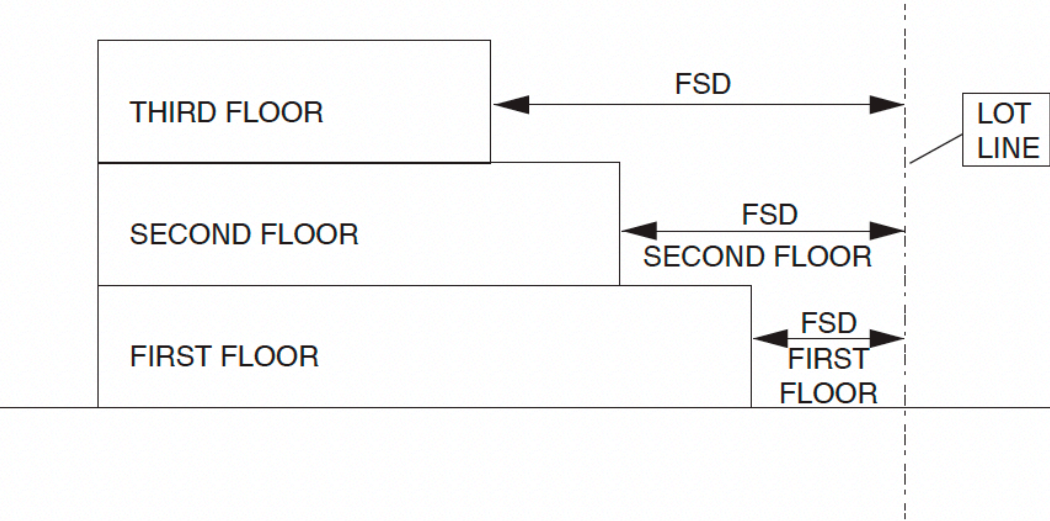 FSD
THIRD FLOOR
LOT
LINE
FSD
SECOND FLOOR
SECOND FLOOR
FSD
FIRST FLOOR
FIRST
FLOOR